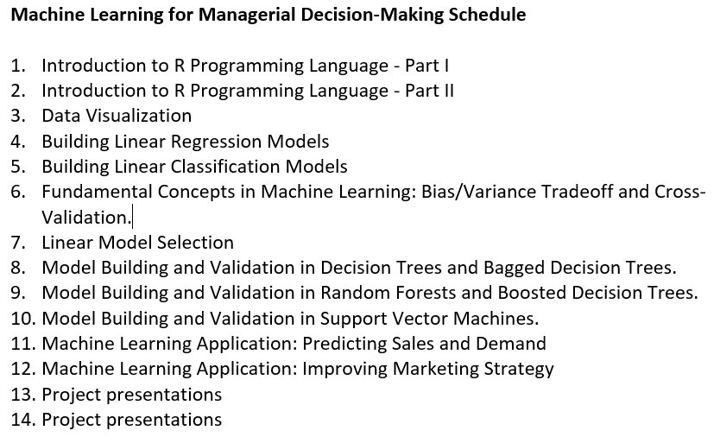 Machine Learning for Managerial Decision-Making Schedule
1. Introduction to R Programming Language - Part I
2. Introduction to R Programming Language - Part II
3. Data Visualization
4. Building Linear Regression Models
5. Building Linear Classification Models
6. Fundamental Concepts in Machine Learning: Bias/Variance Tradeoff and Cross-
Validation.
7. Linear Model Selection
8. Model Building and Validation in Decision Trees and Bagged Decision Trees.
9. Model Building and Validation in Random Forests and Boosted Decision Trees.
10. Model Building and Validation in Support Vector Machines.
11. Machine Learning Application: Predicting Sales and Demand
12. Machine Learning Application: Improving Marketing Strategy
13. Project presentations
14. Project presentations